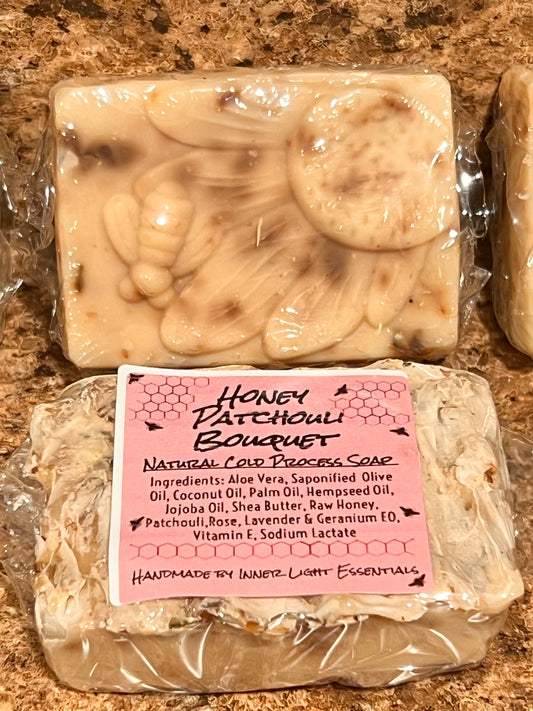 Honey
Patchouli
Bouquet
Natural Cold Process Soap
Ingredients: Aloe Vera, Saponified Olive
Oil, Coconut Oil, Palm Oil, Hempseed Oil,
Jojoba Oil, Shea Butter, Raw Honey,
Patchouli,Rose, Lavender & Geranium EO,
Vitamin E, Sodium Lactate
Handmade by Inner Light Essentials